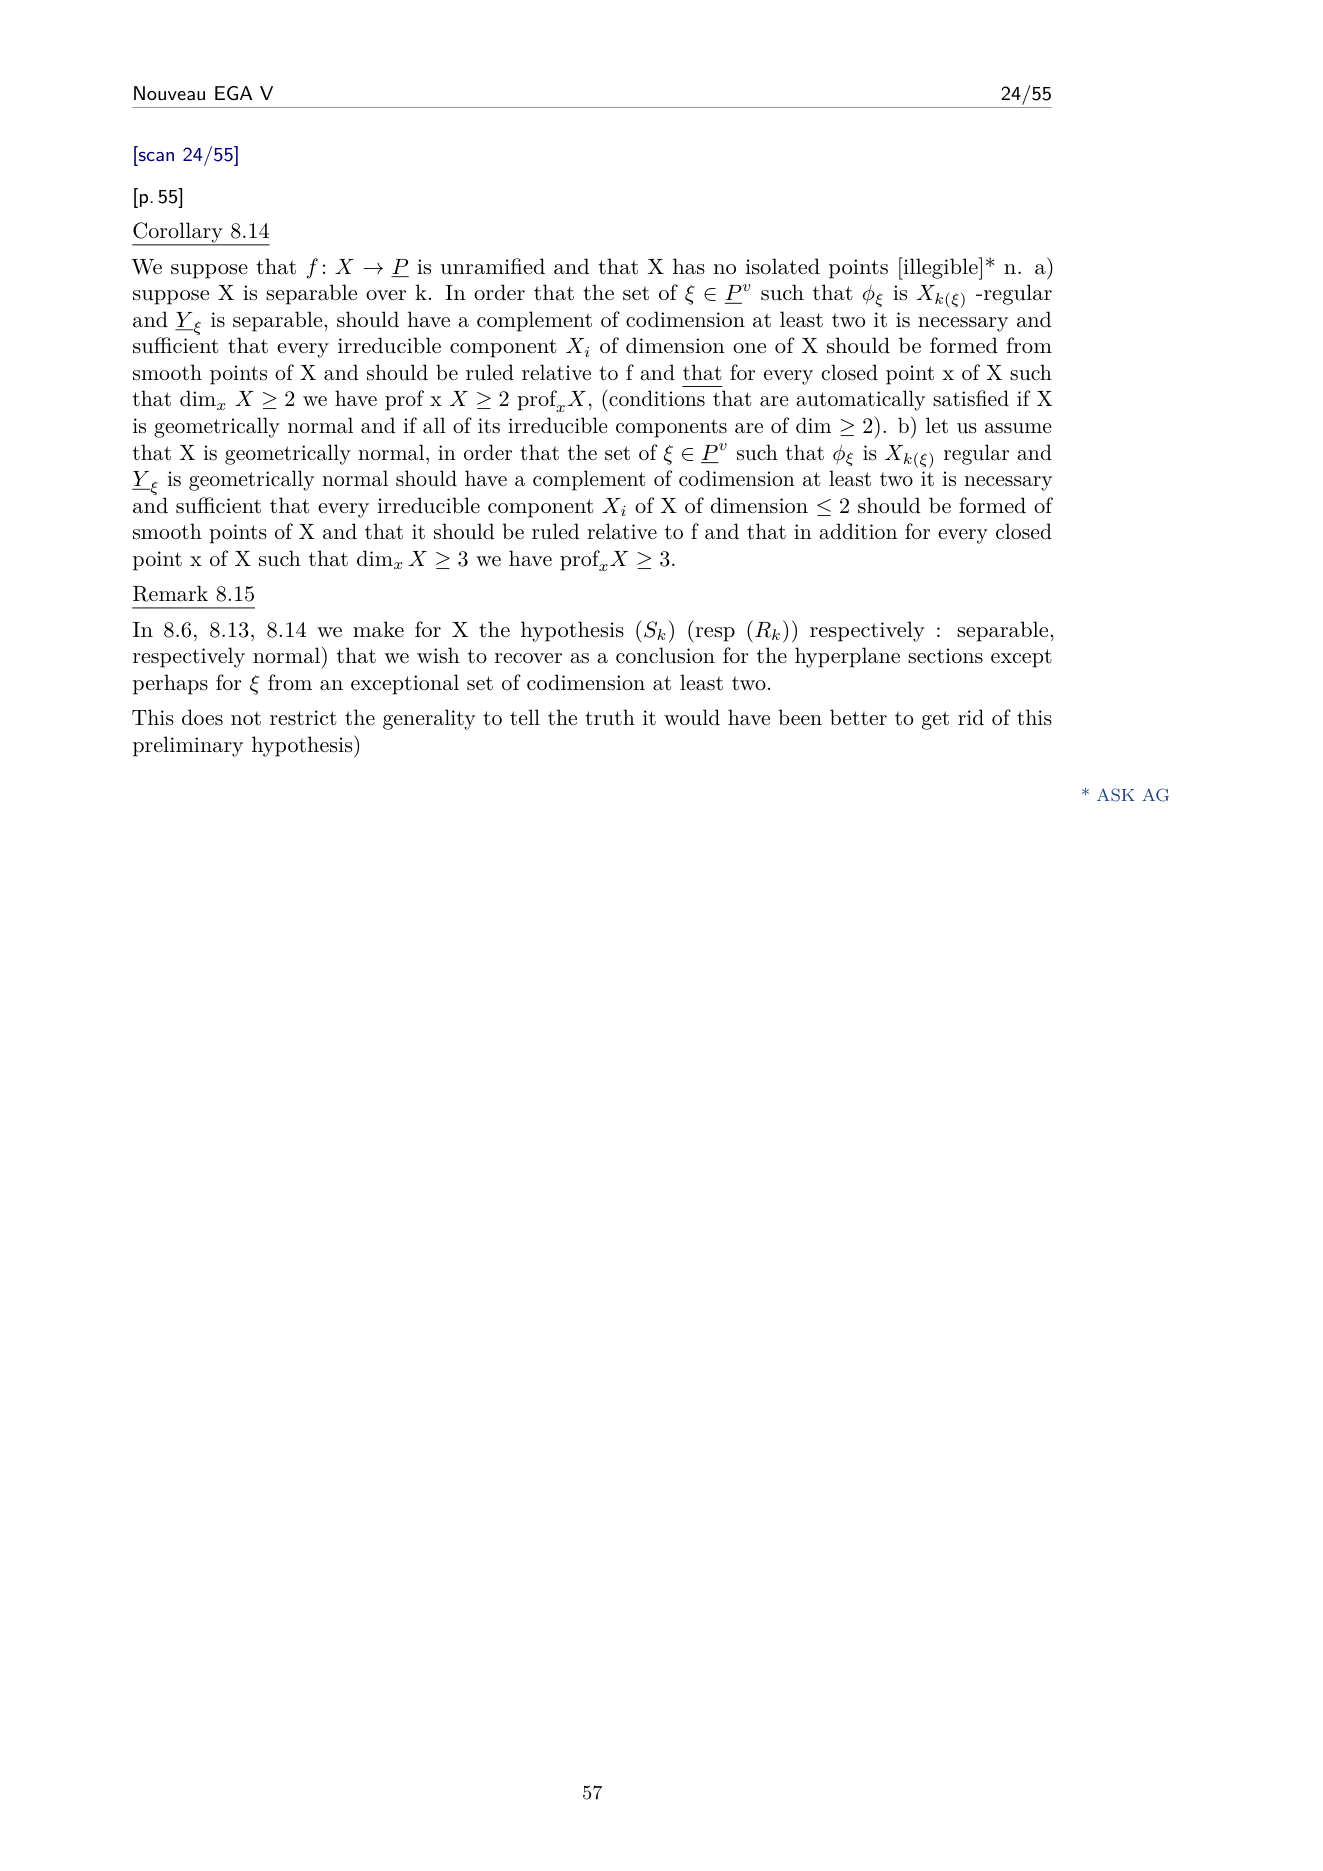 Nouveau EGA V 24/55
[scan 24/55]
[p. 55]
Corollary 8.14
We suppose that f : X → P is unramified and that X has no isolated points [illegible]* n. a)
suppose X is separable over k. In order that the set of ξ ∈ P^v such that ϕ_ξ is X_{k(ξ)} -regular
and Y_ξ is separable, should have a complement of codimension at least two it is necessary and
sufficient that every irreducible component X_i of dimension one of X should be formed from
smooth points of X and should be ruled relative to f and that for every closed point x of X such
that dim_x X ≥ 2 we have prof x X ≥ 2 prof_x X, (conditions that are automatically satisfied if X
is geometrically normal and if all of its irreducible components are of dim ≥ 2). b) let us assume
that X is geometrically normal, in order that the set of ξ ∈ P^v such that ϕ_ξ is X_{k(ξ)} regular and
Y_ξ is geometrically normal should have a complement of codimension at least two it is necessary
and sufficient that every irreducible component X_i of X of dimension ≤ 2 should be formed of
smooth points of X and that it should be ruled relative to f and that in addition for every closed
point x of X such that dim_x X ≥ 3 we have prof_x X ≥ 3.
Remark 8.15
In 8.6, 8.13, 8.14 we make for X the hypothesis (S_k) (resp (R_k)) respectively : separable,
respectively normal) that we wish to recover as a conclusion for the hyperplane sections except
perhaps for ξ from an exceptional set of codimension at least two.
This does not restrict the generality to tell the truth it would have been better to get rid of this
preliminary hypothesis)
* ASK AG
57